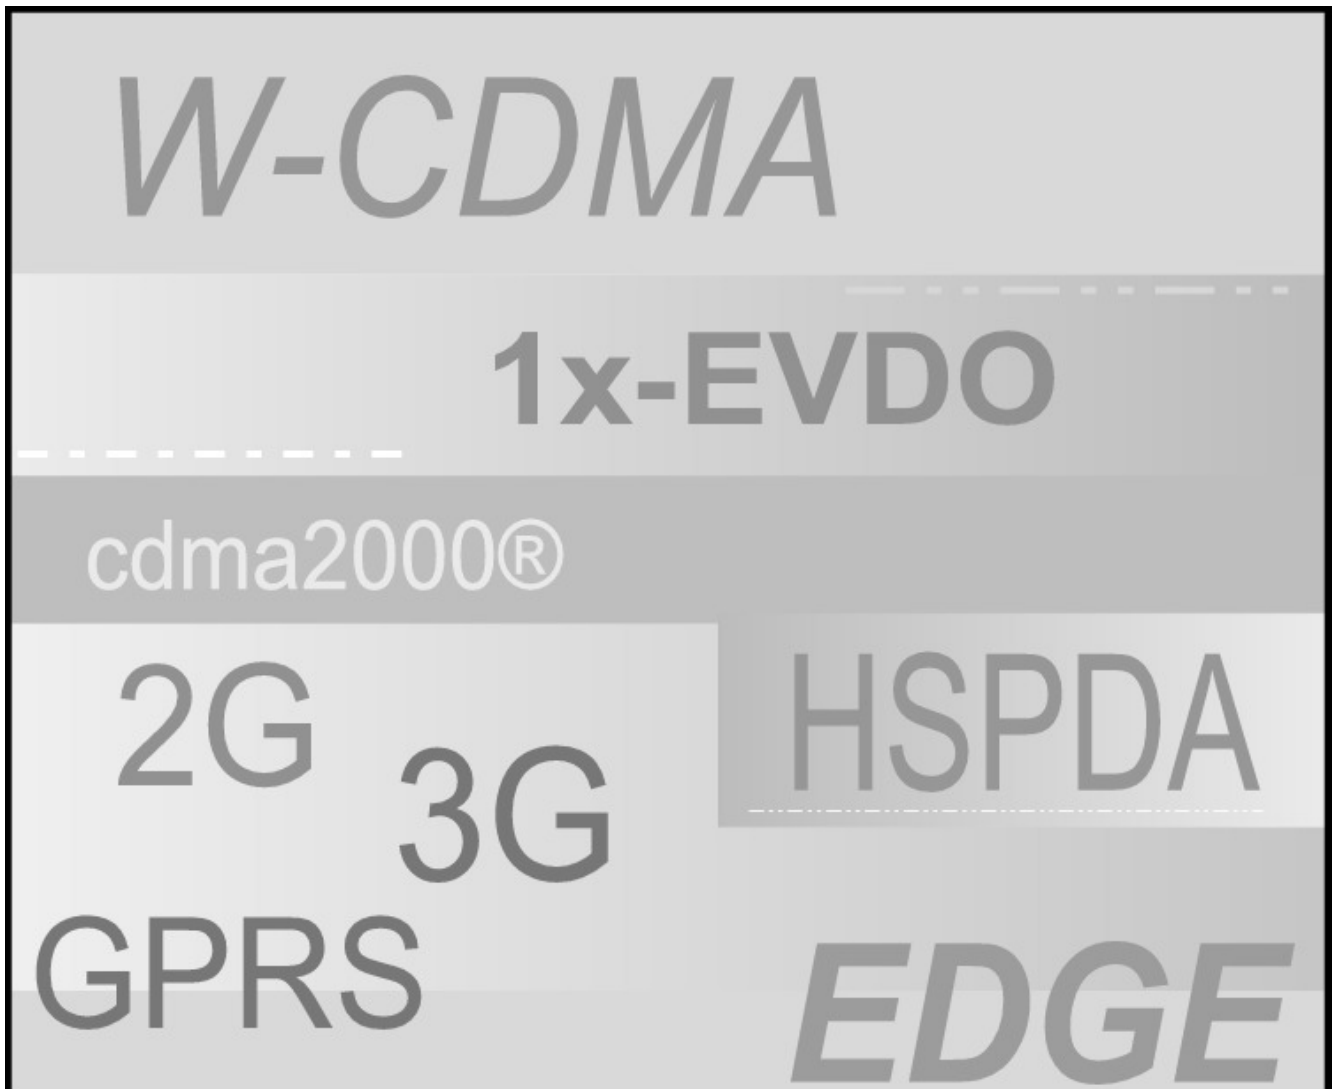 W-CDMA
1x-EVDO
cdma2000®
2G
HSPDA
3G
GPRS
EDGE